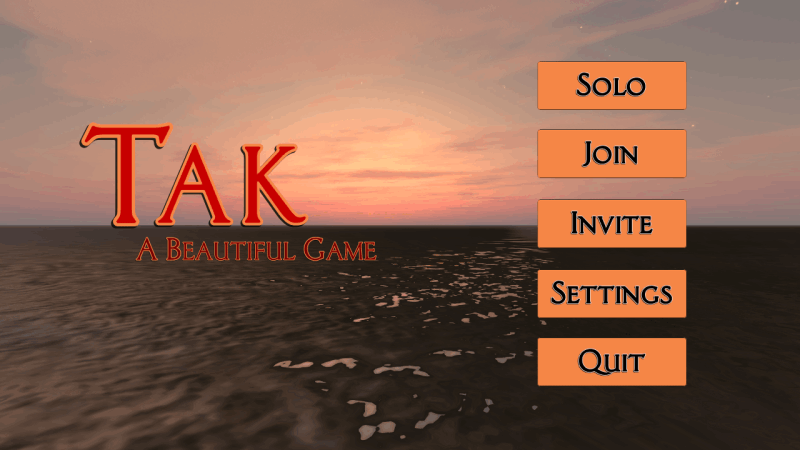 Tak
A Beautiful Game
Solo
Join
Invite
Settings
Quit